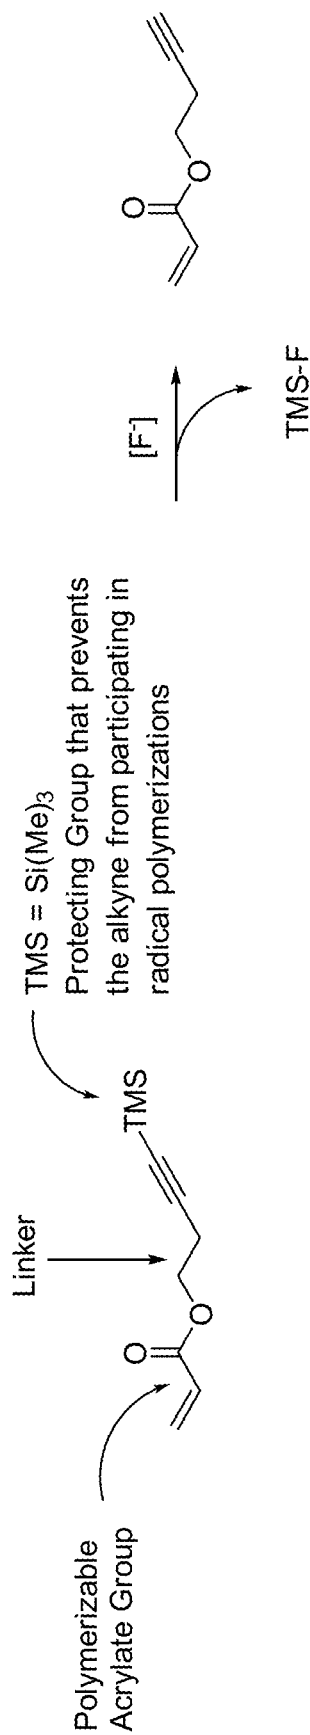 Polymerizable
Acrylate Group
Linker
TMS = Si(Me)₃
Protecting Group that prevents
the alkyne from participating in
radical polymerizations
O
O
TMS
[F⁻]
TMS-F
O
O